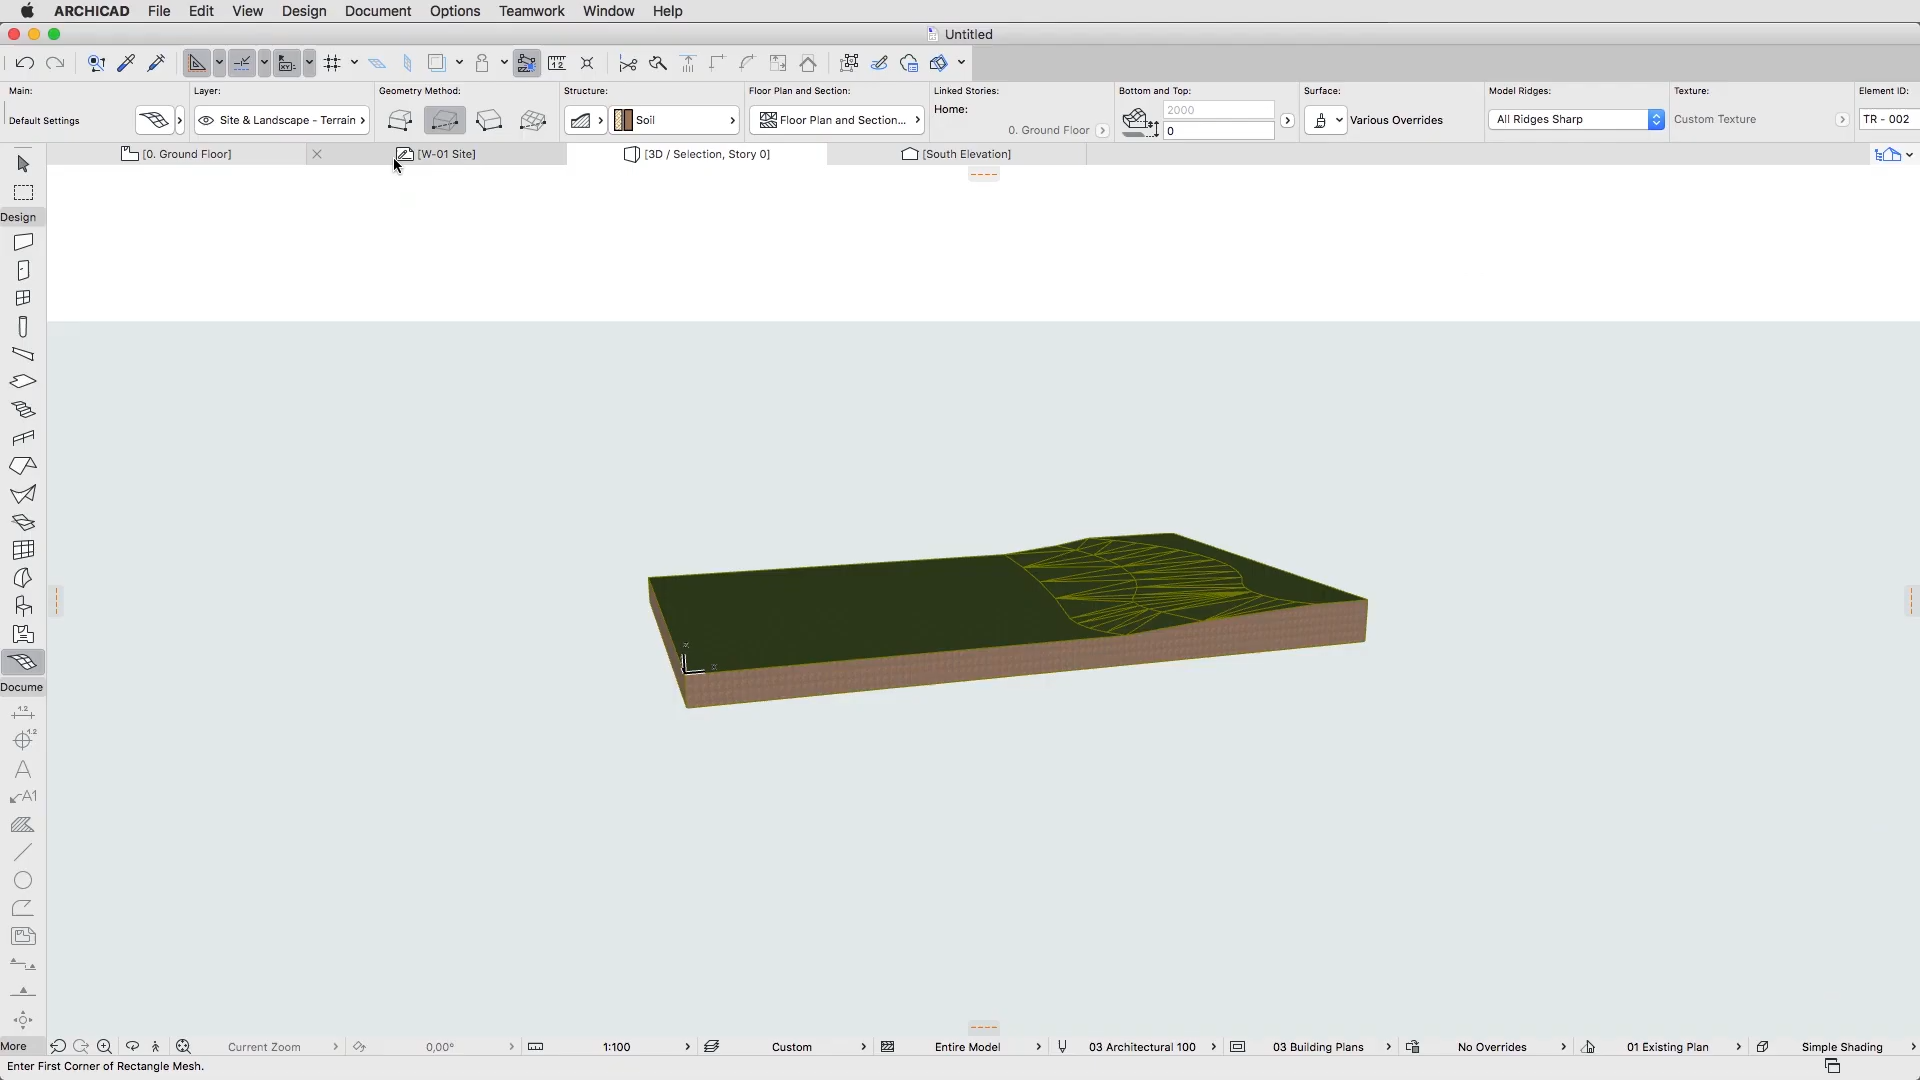 ARCHICAD File Edit View Design Document Options Teamwork Window Help
Untitled
Main: Layer: Geometry Method: Structure: Floor Plan and Section: Linked Stories: Bottom and Top: Surface: Model Ridges: Texture: Element ID:
Home: 2000
Default Settings Site & Landscape - Terrain Soil Floor Plan and Section... Various Overrides All Ridges Sharp Custom Texture TR - 002
0. Ground Floor 0
[0. Ground Floor] [W-01 Site] [3D / Selection, Story 0] [South Elevation]
Design
Docume
1.2
1.2
A
A1
More Current Zoom 0,00° 1:100 Custom Entire Model 03 Architectural 100 03 Building Plans No Overrides 01 Existing Plan Simple Shading
Enter First Corner of Rectangle Mesh.